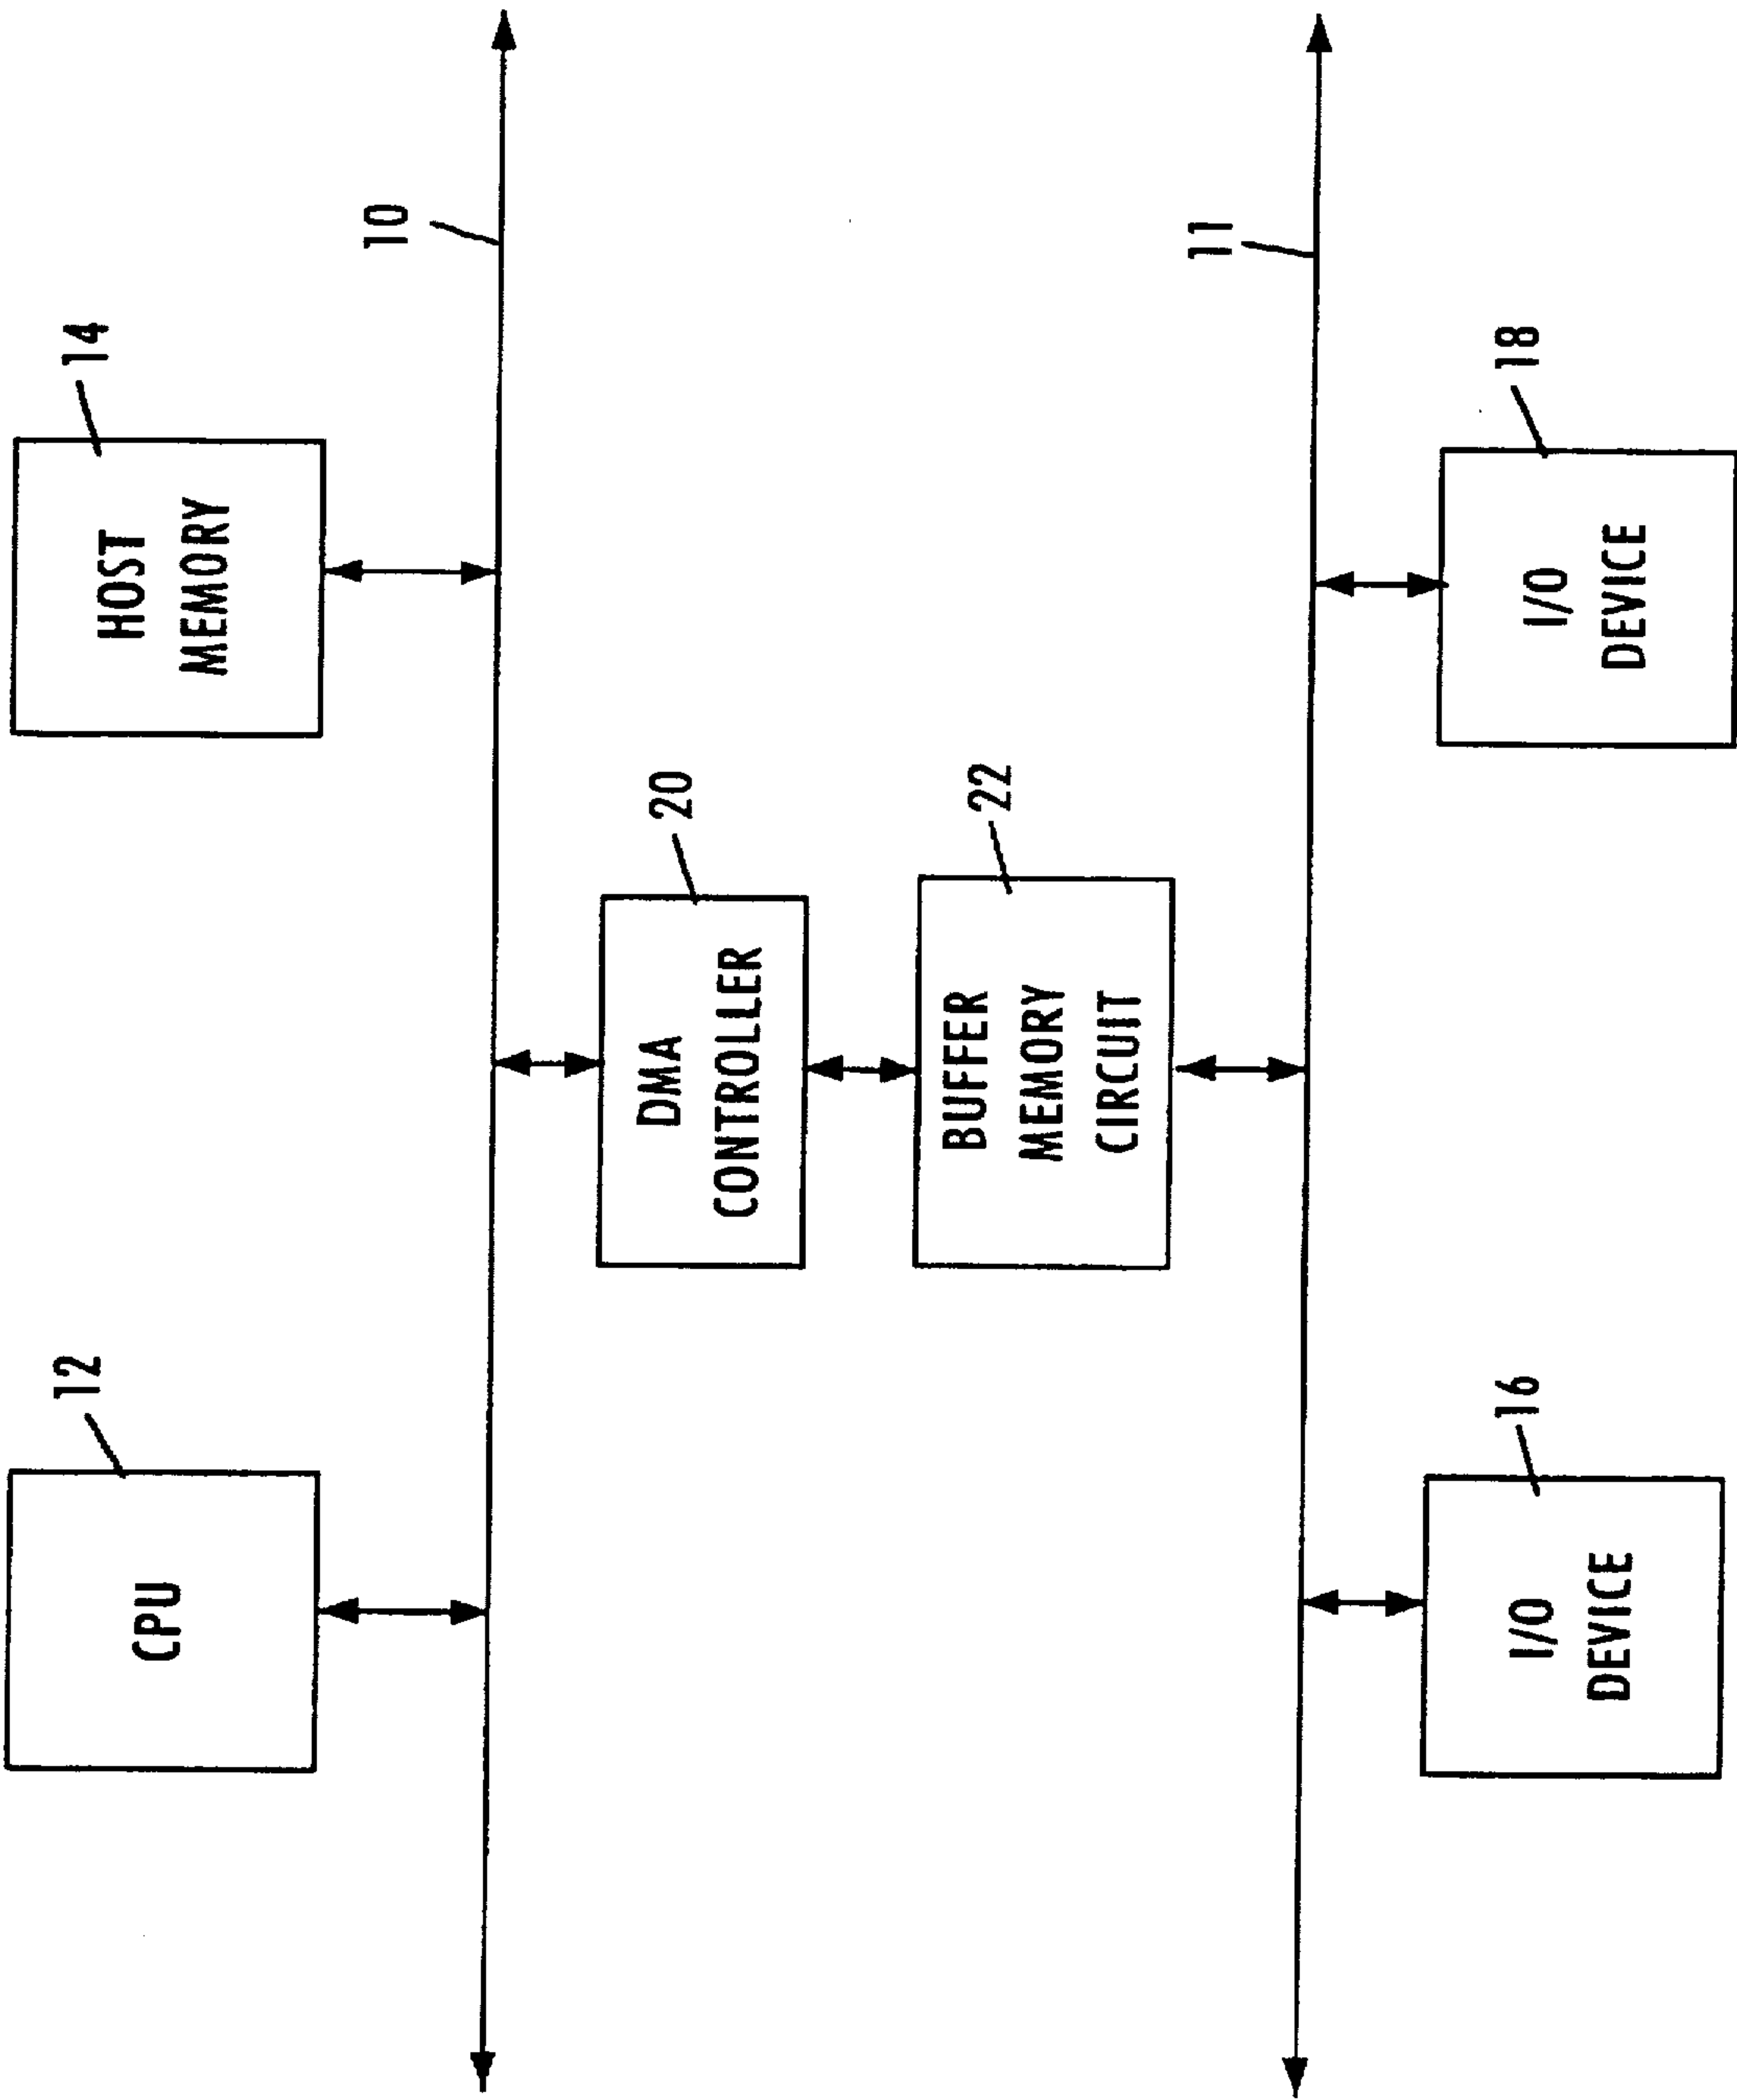 12
CPU
14
HOST
MEMORY
10
20
DMA
CONTROLLER
22
BUFFER
MEMORY
CIRCUIT
11
16
I/O
DEVICE
18
I/O
DEVICE